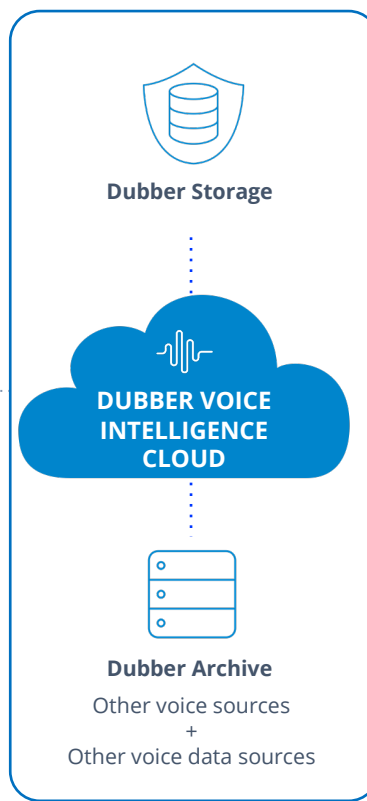 Dubber Storage
DUBBER VOICE
INTELLIGENCE
CLOUD
Dubber Archive
Other voice sources
+
Other voice data sources